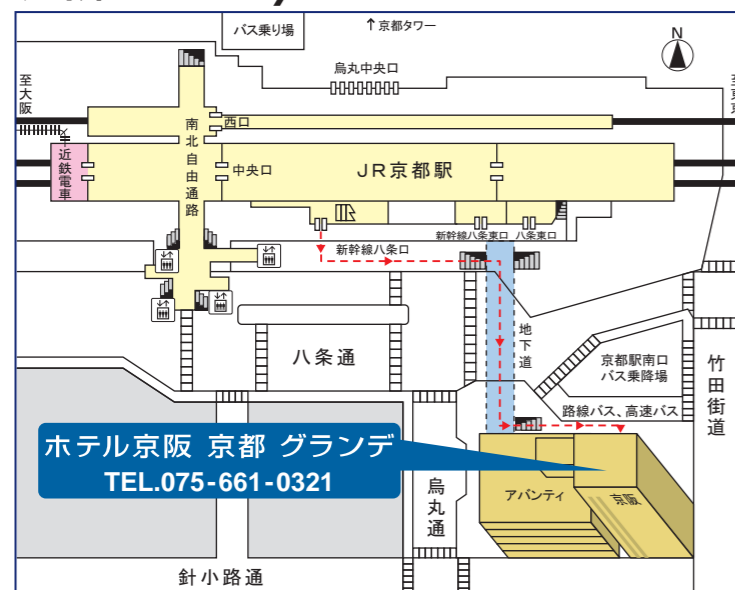 バス乗り場
↑京都タワー
N
烏丸中央口
至大阪
西口
南北自由通路
近鉄電車
中央口
JR京都駅
新幹線八条東口
八条東口
新幹線八条口
地下道
八条通
京都駅南口
バス乗降場
竹田街道
路線バス、高速バス
ホテル京阪 京都 グランデ
TEL.075-661-0321
烏丸通
アバンティ
京阪
針小路通